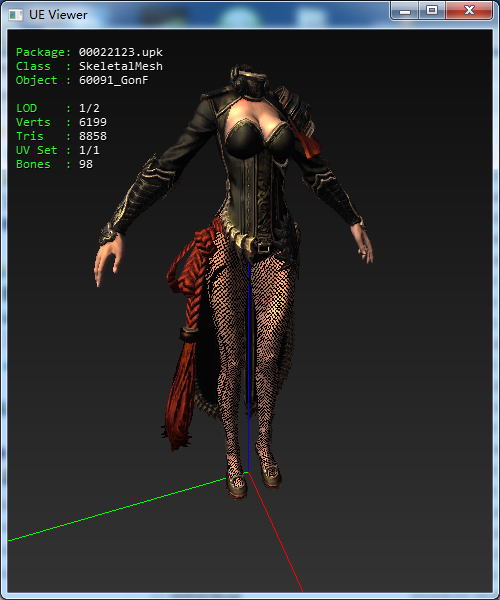 UE Viewer
Package: 00022123.upk
Class : SkeletalMesh
Object : 60091_GonF
LOD : 1/2
Verts : 6199
Tris : 8858
UV Set : 1/1
Bones : 98